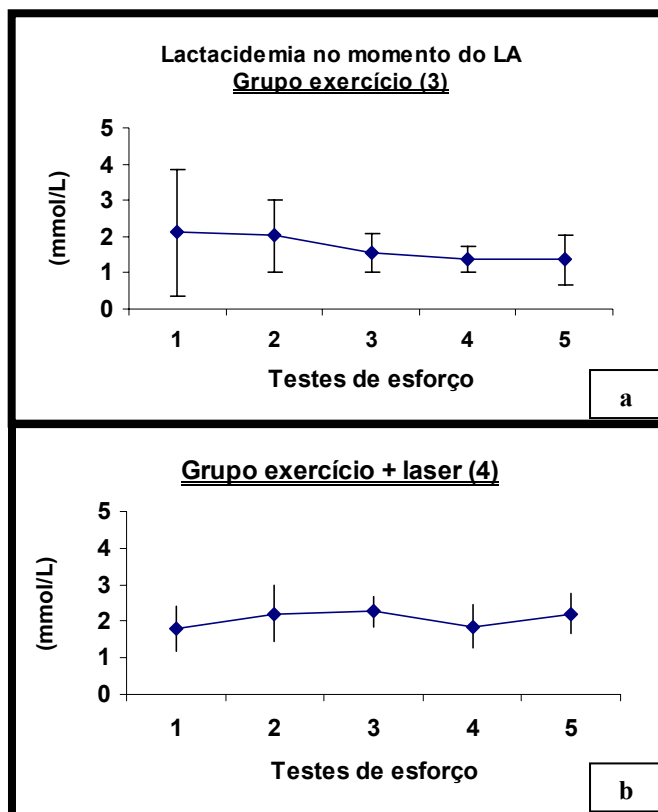 Lactacidemia no momento do LA
Grupo exercício (3)
5
4
3
2
1
0
(mmol/L)
1 2 3 4 5
Testes de esforço
a
Grupo exercício + laser (4)
5
4
3
2
1
0
(mmol/L)
1 2 3 4 5
Testes de esforço
b